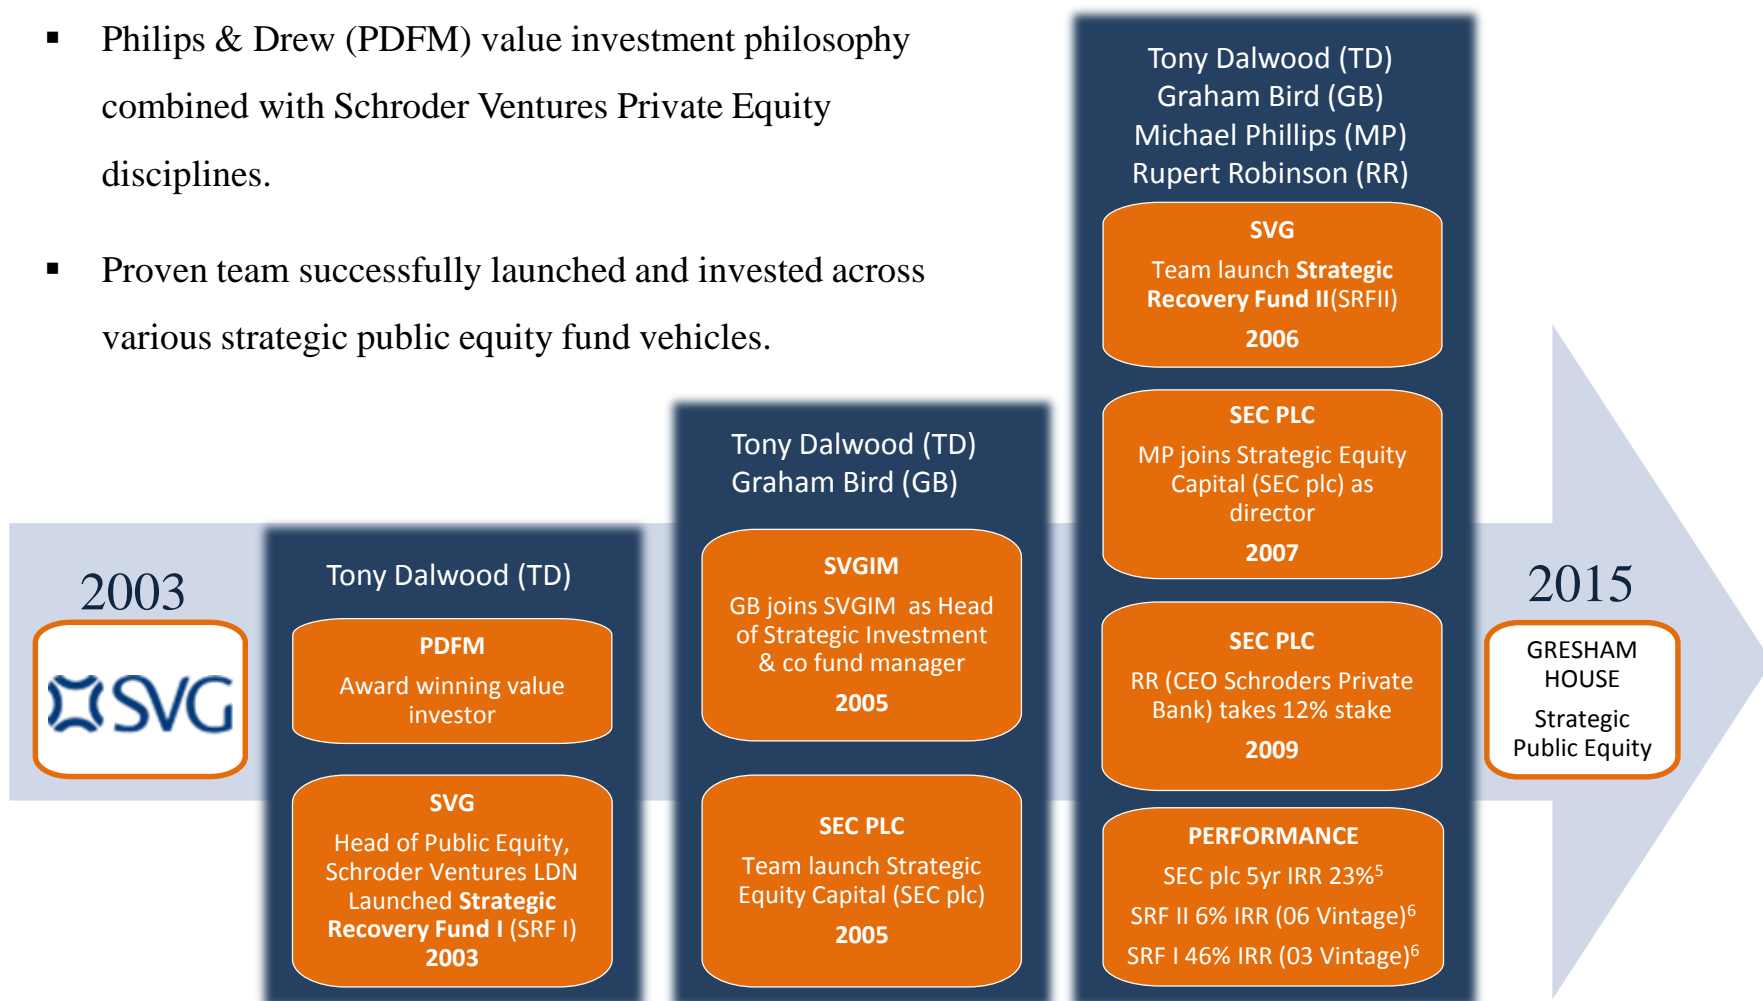 ▪ Philips & Drew (PDFM) value investment philosophy
combined with Schroder Ventures Private Equity
disciplines.
▪ Proven team successfully launched and invested across
various strategic public equity fund vehicles.
2003
SVG
Tony Dalwood (TD)
PDFM
Award winning value
investor
SVG
Head of Public Equity,
Schroder Ventures LDN
Launched Strategic
Recovery Fund I (SRF I)
2003
Tony Dalwood (TD)
Graham Bird (GB)
SVGIM
GB joins SVGIM as Head
of Strategic Investment
& co fund manager
2005
SEC PLC
Team launch Strategic
Equity Capital (SEC plc)
2005
Tony Dalwood (TD)
Graham Bird (GB)
Michael Phillips (MP)
Rupert Robinson (RR)
SVG
Team launch Strategic
Recovery Fund II(SRFII)
2006
SEC PLC
MP joins Strategic Equity
Capital (SEC plc) as
director
2007
SEC PLC
RR (CEO Schroders Private
Bank) takes 12% stake
2009
PERFORMANCE
SEC plc 5yr IRR 23%⁵
SRF II 6% IRR (06 Vintage)⁶
SRF I 46% IRR (03 Vintage)⁶
2015
GRESHAM
HOUSE
Strategic
Public Equity